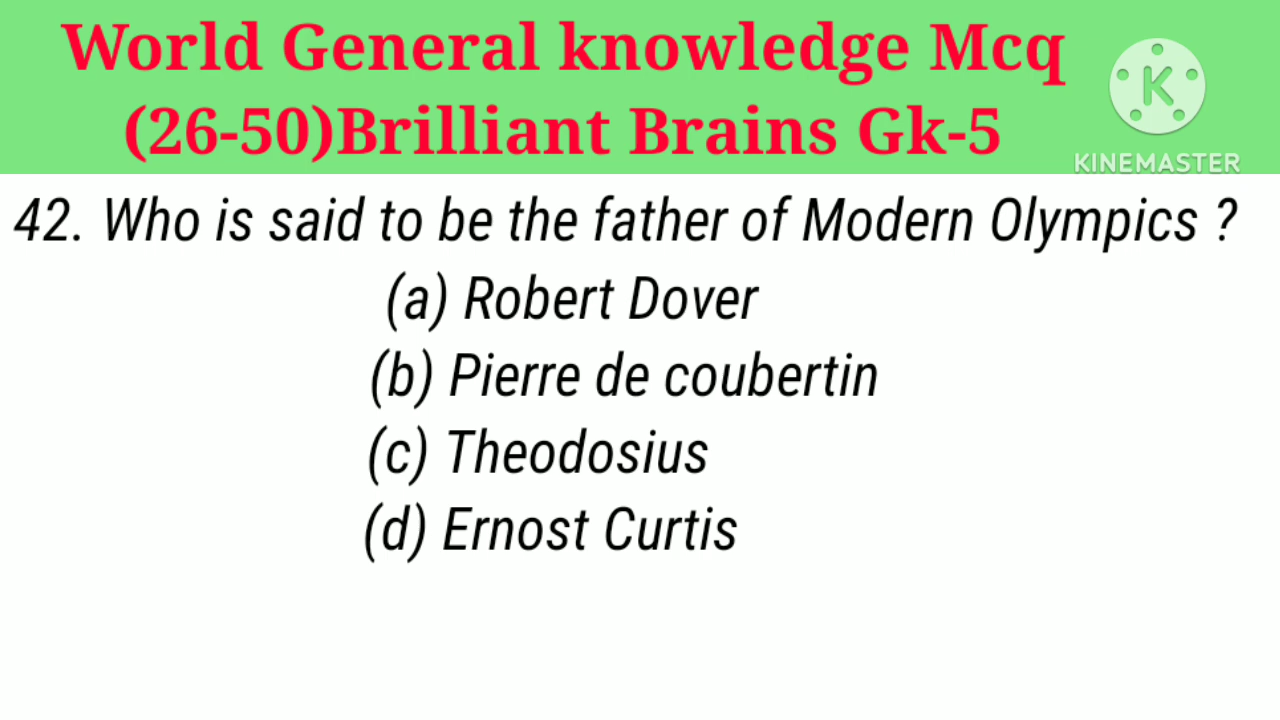 World General knowledge Mcq
(26-50)Brilliant Brains Gk-5
K
KINEMASTER
42. Who is said to be the father of Modern Olympics ?
(a) Robert Dover
(b) Pierre de coubertin
(c) Theodosius
(d) Ernost Curtis